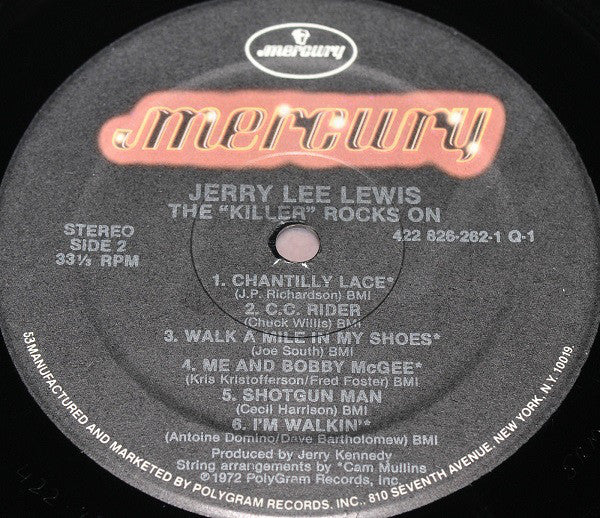 mercury
mercury
JERRY LEE LEWIS
THE "KILLER" ROCKS ON
STEREO
SIDE 2
33⅓ RPM
422 826-262-1 Q-1
1. CHANTILLY LACE*
(J.P. Richardson) BMI
2. C.C. RIDER
(Chuck Willis) BMI
3. WALK A MILE IN MY SHOES*
(Joe South) BMI
4. ME AND BOBBY McGEE*
(Kris Kristofferson/Fred Foster) BMI
5. SHOTGUN MAN
(Cecil Harrison) BMI
6. I'M WALKIN'*
(Antoine Domino/Dave Bartholomew) BMI
Produced by Jerry Kennedy
String arrangements by *Cam Mullins
℗1972 PolyGram Records, Inc.
53MANUFACTURED AND MARKETED BY POLYGRAM RECORDS, INC., 810 SEVENTH AVENUE, NEW YORK, N.Y. 10019.